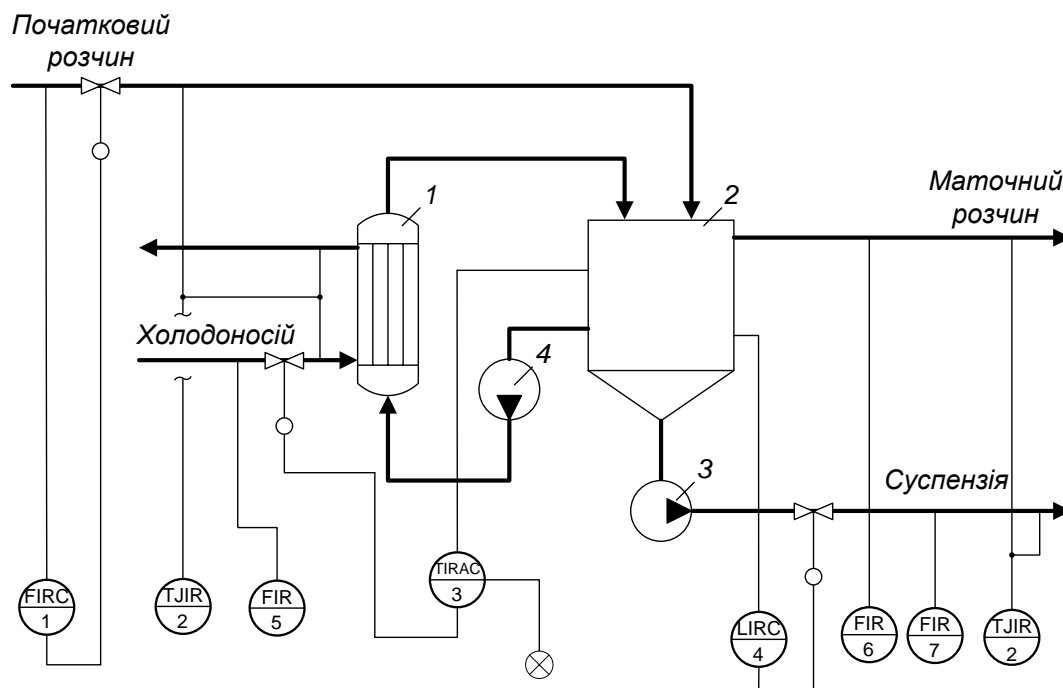 Початковий
розчин
1
2
Маточний
розчин
Холодоносій
4
3
Суспензія
FIRC
1
TJIR
2
FIR
5
TIRAC
3
LIRC
4
FIR
6
FIR
7
TJIR
2